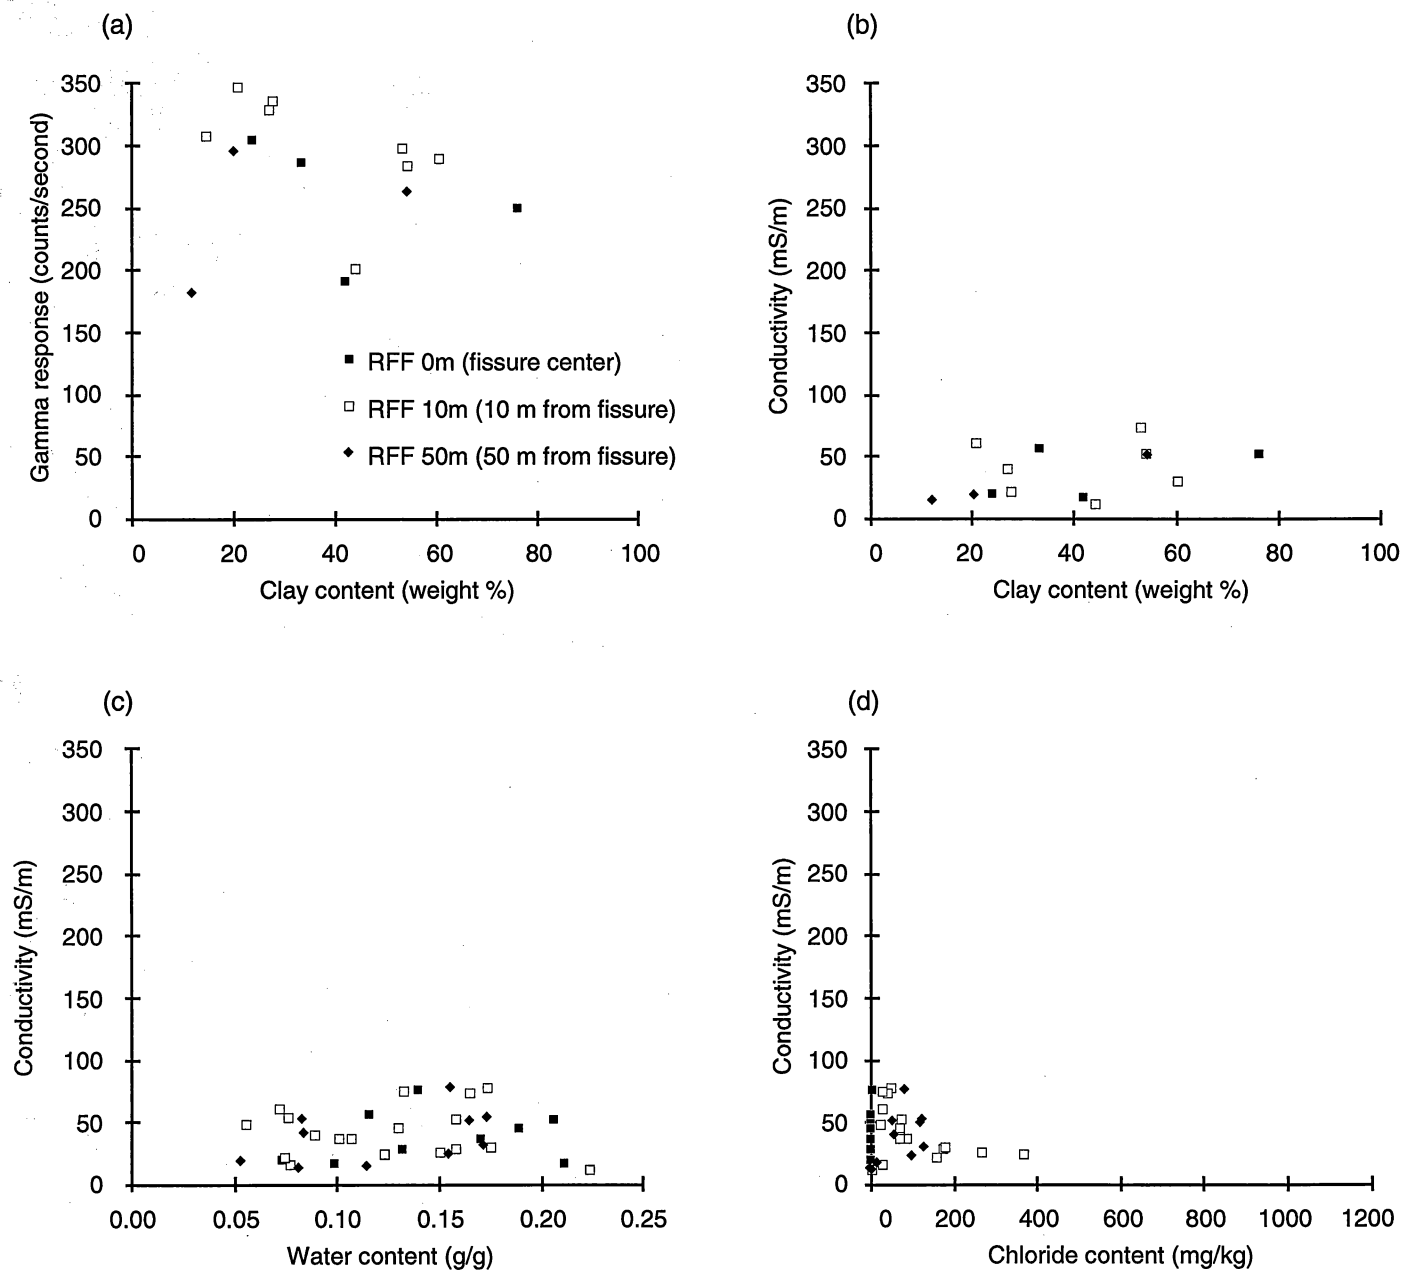 (a)
350
300
250
200
150
100
50
0
Gamma response (counts/second)
RFF 0m (fissure center)
RFF 10m (10 m from fissure)
RFF 50m (50 m from fissure)
0 20 40 60 80 100
Clay content (weight %)
(b)
350
300
250
200
150
100
50
0
Conductivity (mS/m)
0 20 40 60 80 100
Clay content (weight %)
(c)
350
300
250
200
150
100
50
0
Conductivity (mS/m)
0.00 0.05 0.10 0.15 0.20 0.25
Water content (g/g)
(d)
350
300
250
200
150
100
50
0
Conductivity (mS/m)
0 200 400 600 800 1000 1200
Chloride content (mg/kg)